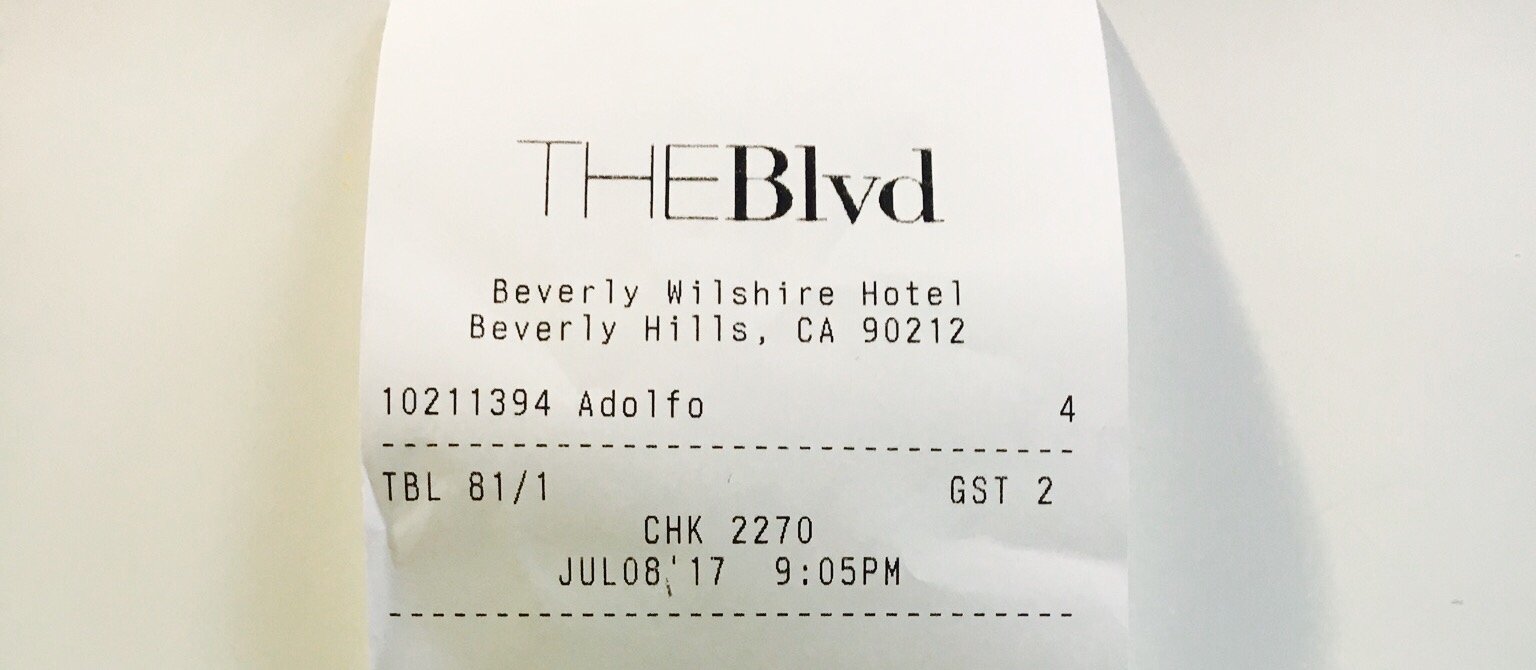 THEBlvd
Beverly Wilshire Hotel
Beverly Hills, CA 90212
10211394 Adolfo 4
--------------------------------
TBL 81/1 GST 2
CHK 2270
JUL08,'17 9:05PM
--------------------------------